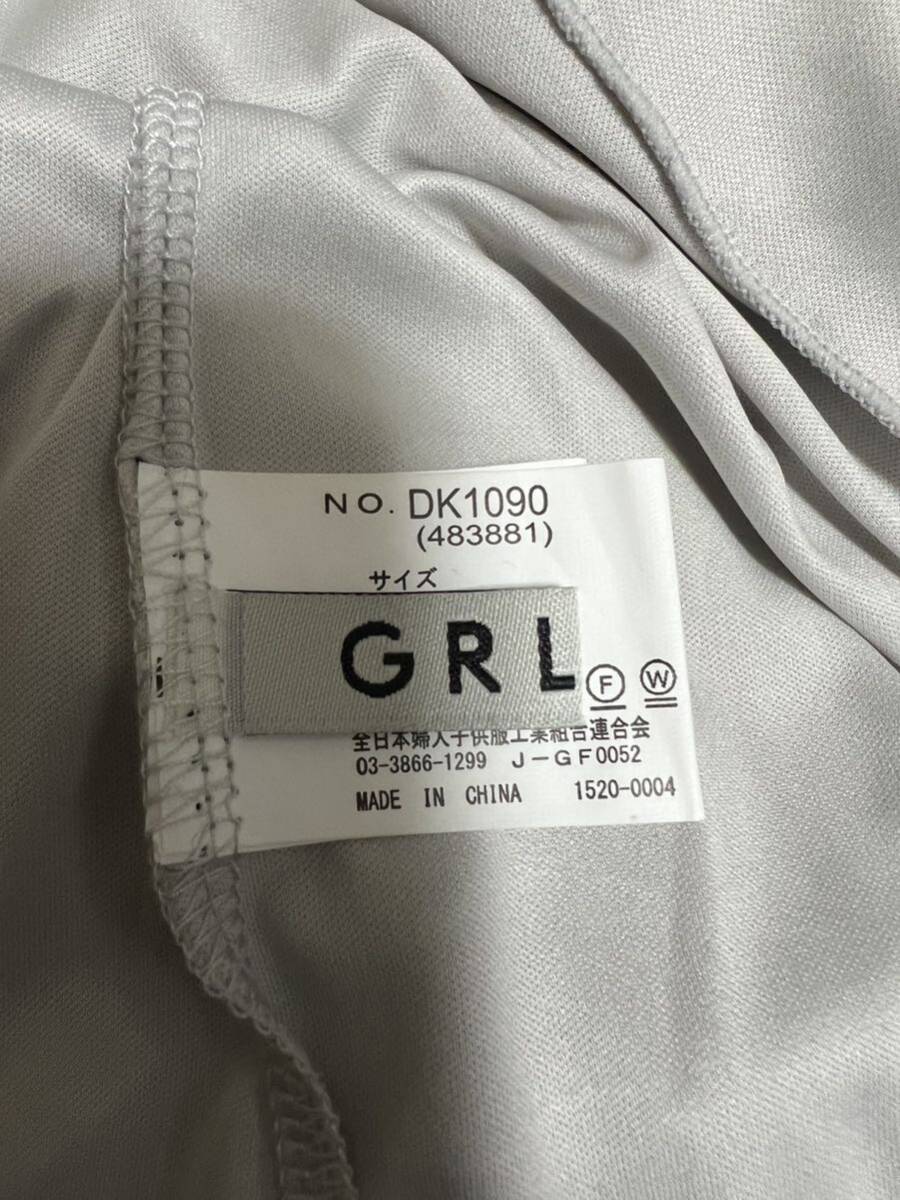 NO. DK1090
(483881)
サイズ
GRL
F W
全日本婦人子供服工業組合連合会
03-3866-1299 J-GF0052
MADE IN CHINA 1520-0004